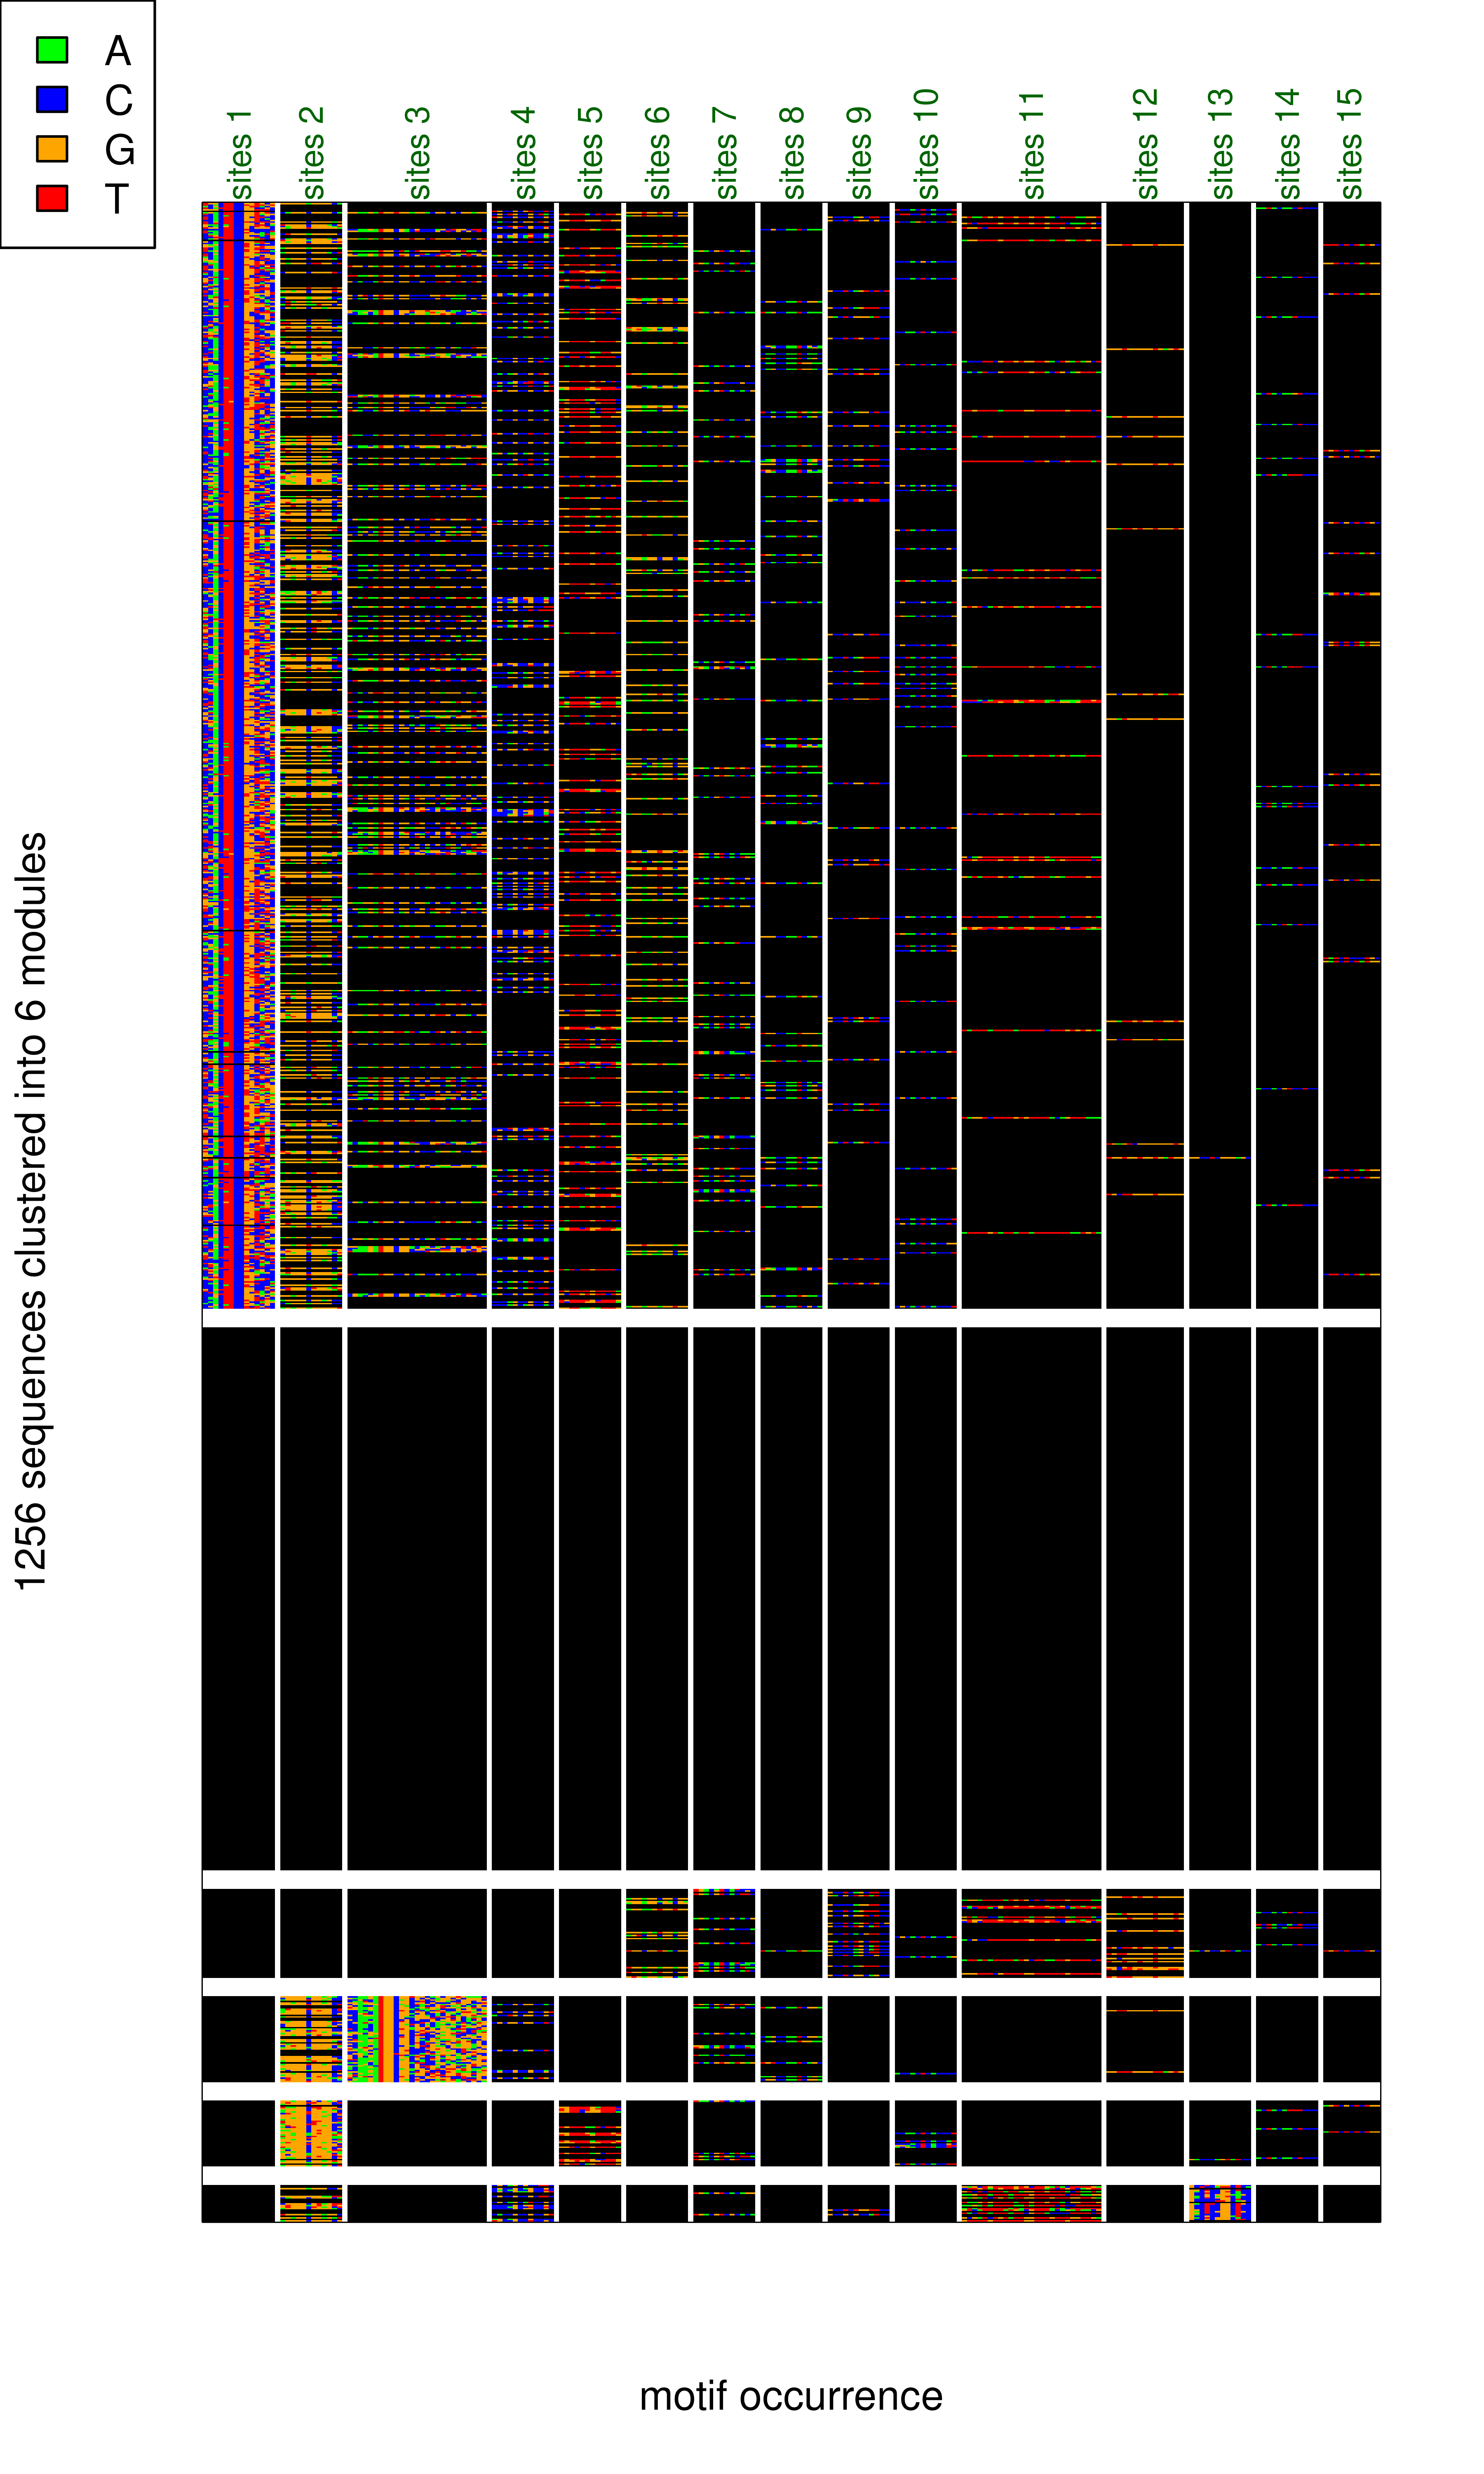 A
C
G
T
sites 1
sites 2
sites 3
sites 4
sites 5
sites 6
sites 7
sites 8
sites 9
sites 10
sites 11
sites 12
sites 13
sites 14
sites 15
1256 sequences clustered into 6 modules
motif occurrence